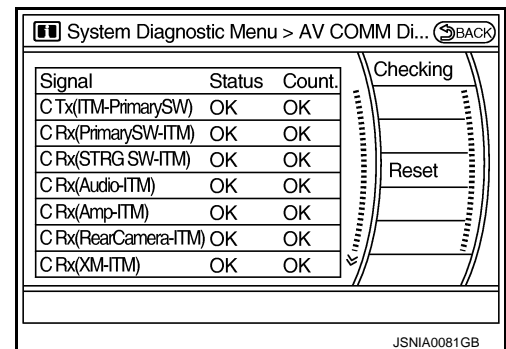 System Diagnostic Menu > AV COMM Di... BACK
Signal Status Count.
C Tx(ITM-PrimarySW) OK OK
C Rx(PrimarySW-ITM) OK OK
C Rx(STRG SW-ITM) OK OK
C Rx(Audio-ITM) OK OK
C Rx(Amp-ITM) OK OK
C Rx(RearCamera-ITM) OK OK
C Rx(XM-ITM) OK OK
Checking
Reset
JSNIA0081GB